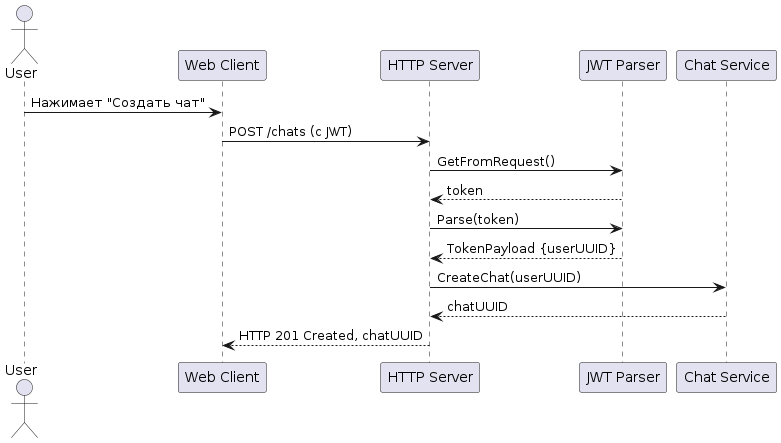 User
Web Client
HTTP Server
JWT Parser
Chat Service
Нажимает "Создать чат"
POST /chats (с JWT)
GetFromRequest()
token
Parse(token)
TokenPayload {userUUID}
CreateChat(userUUID)
chatUUID
HTTP 201 Created, chatUUID
User
Web Client
HTTP Server
JWT Parser
Chat Service